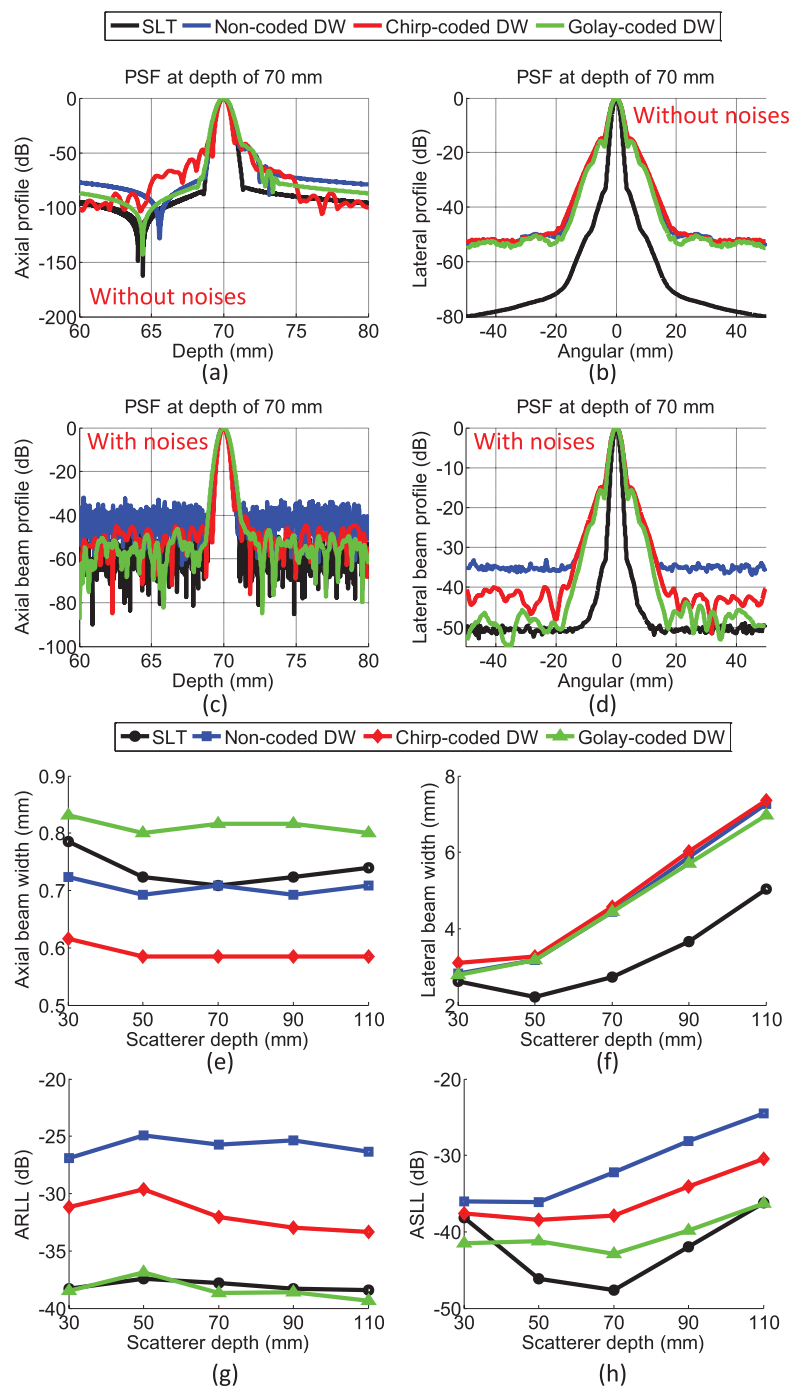 SLT Non-coded DW Chirp-coded DW Golay-coded DW
PSF at depth of 70 mm
Axial profile (dB)
0
-50
-100
-150
-200
Without noises
60 65 70 75 80
Depth (mm)
(a)
PSF at depth of 70 mm
Lateral profile (dB)
0
-20
-40
-60
-80
Without noises
-40 -20 0 20 40
Angular (mm)
(b)
PSF at depth of 70 mm
Axial beam profile (dB)
0
-20
-40
-60
-80
-100
With noises
60 65 70 75 80
Depth (mm)
(c)
PSF at depth of 70 mm
Lateral beam profile (dB)
0
-10
-20
-30
-40
-50
With noises
-40 -20 0 20 40
Angular (mm)
(d)
SLT Non-coded DW Chirp-coded DW Golay-coded DW
Axial beam width (mm)
0.9
0.8
0.7
0.6
0.5
30 50 70 90 110
Scatterer depth (mm)
(e)
Lateral beam width (mm)
8
6
4
2
30 50 70 90 110
Scatterer depth (mm)
(f)
ARLL (dB)
-20
-25
-30
-35
-40
30 50 70 90 110
Scatterer depth (mm)
(g)
ASLL (dB)
-20
-30
-40
-50
30 50 70 90 110
Scatterer depth (mm)
(h)